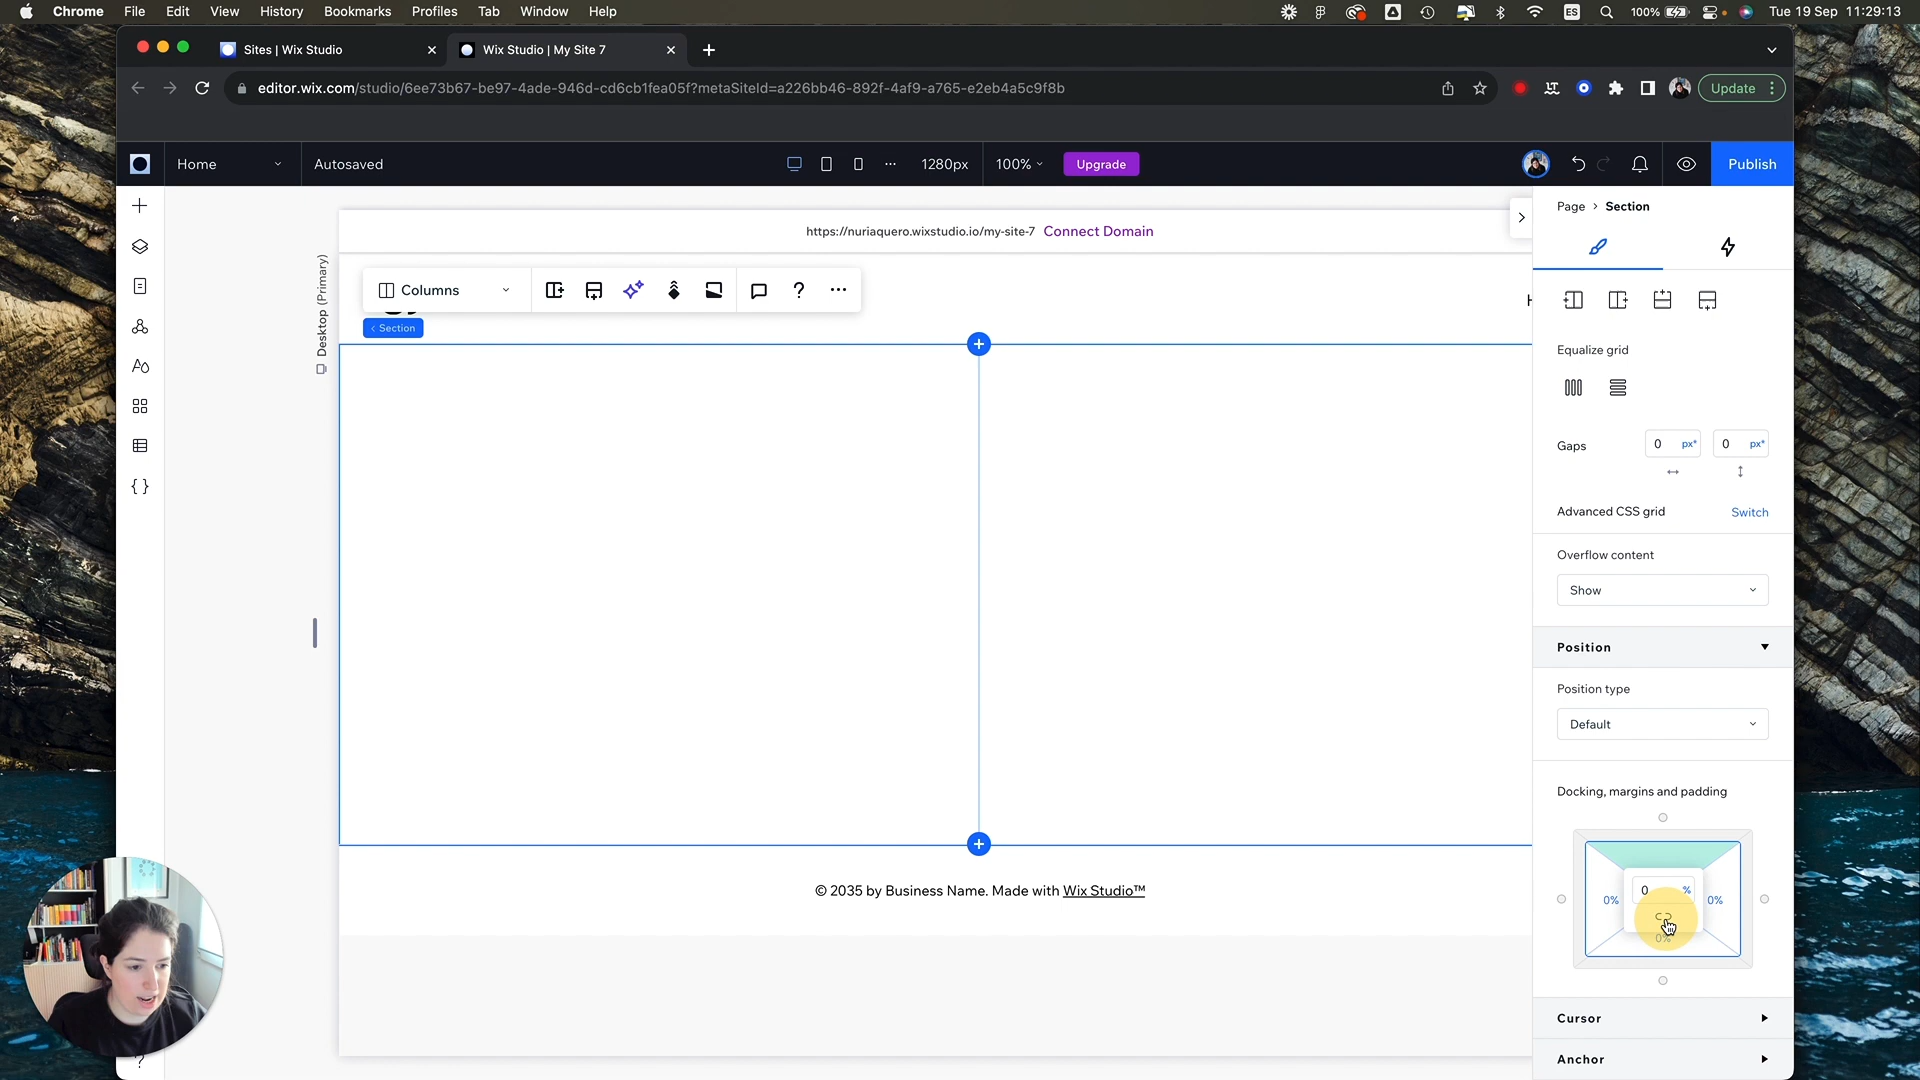 Chrome File Edit View History Bookmarks Profiles Tab Window Help
ES 100% Tue 19 Sep 11:29:13
Sites | Wix Studio
Wix Studio | My Site 7
editor.wix.com/studio/6ee73b67-be97-4ade-946d-cd6cb1fea05f?metaSiteId=a226bb46-892f-4af9-a765-e2eb4a5c9f8b
Update
Home
Autosaved
1280px
100%
Upgrade
Publish
https://nuriaquero.wixstudio.io/my-site-7 Connect Domain
Desktop (Primary)
Columns
?
< Section
© 2035 by Business Name. Made with Wix Studio™
Page > Section
Equalize grid
Gaps
0 px*
0 px*
Advanced CSS grid
Switch
Overflow content
Show
Position
Position type
Default
Docking, margins and padding
0 %
0%
0%
0%
Cursor
Anchor